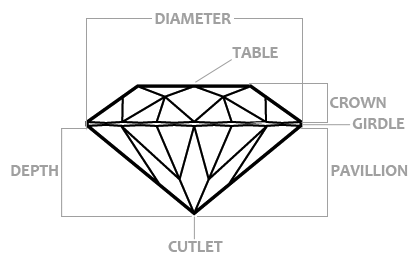 DIAMETER
TABLE
CROWN
GIRDLE
DEPTH
PAVILLION
CUTLET